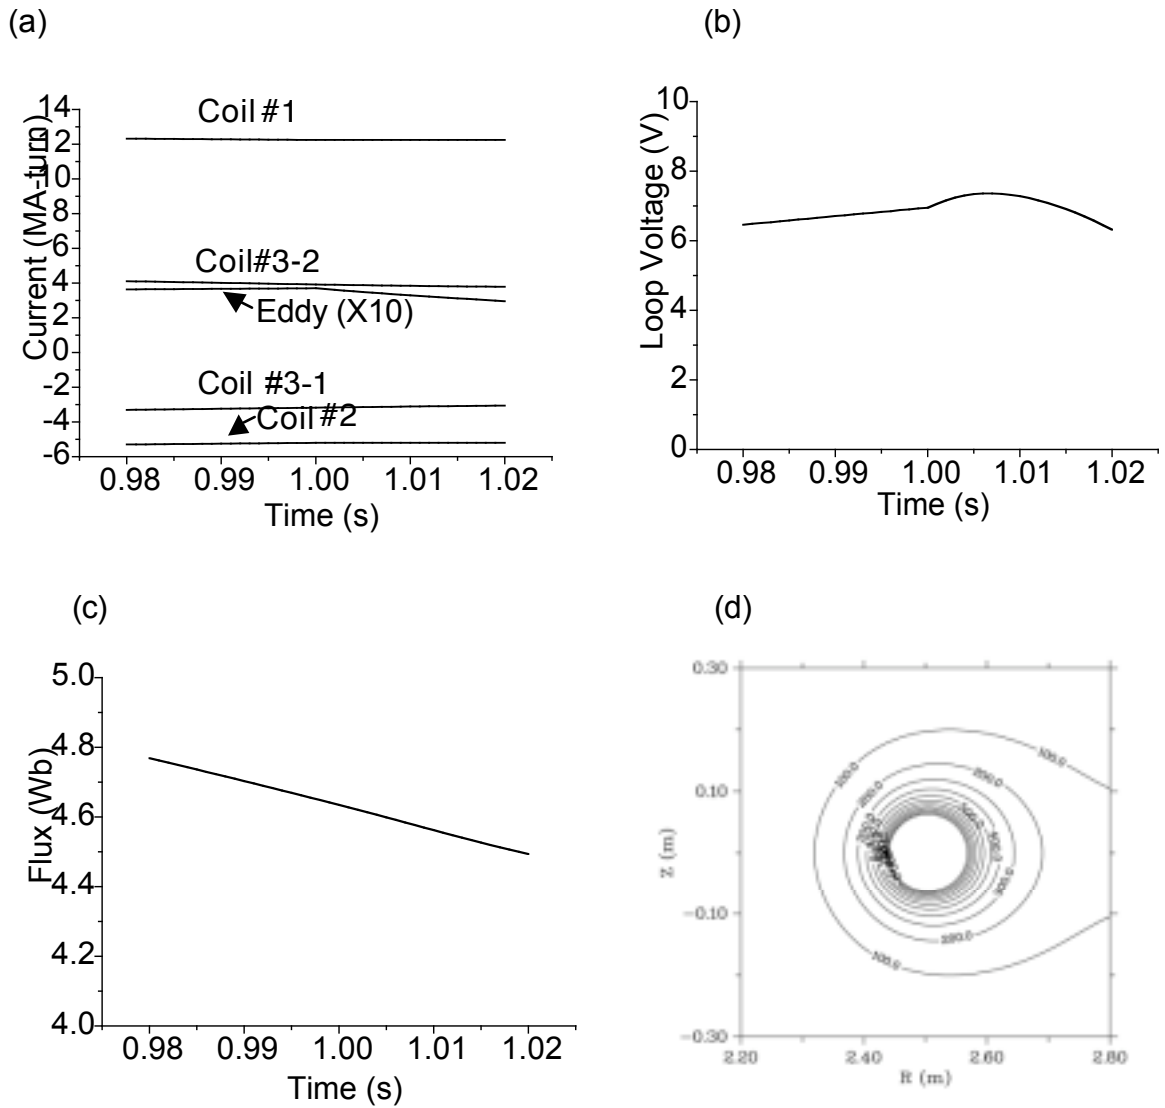 (a)
Current (MA-turn)
14
12
10
8
6
4
2
0
-2
-4
-6
Coil #1
Coil#3-2
Eddy (X10)
Coil #3-1
Coil #2
0.98 0.99 1.00 1.01 1.02
Time (s)
(b)
Loop Voltage (V)
10
8
6
4
2
0
0.98 0.99 1.00 1.01 1.02
Time (s)
(c)
Flux (Wb)
5.0
4.8
4.6
4.4
4.2
4.0
0.98 0.99 1.00 1.01 1.02
Time (s)
(d)
Z (m)
0.30
0.10
-0.10
-0.30
100.0
100.0
100.0
2.20 2.40 2.60 2.80
R (m)